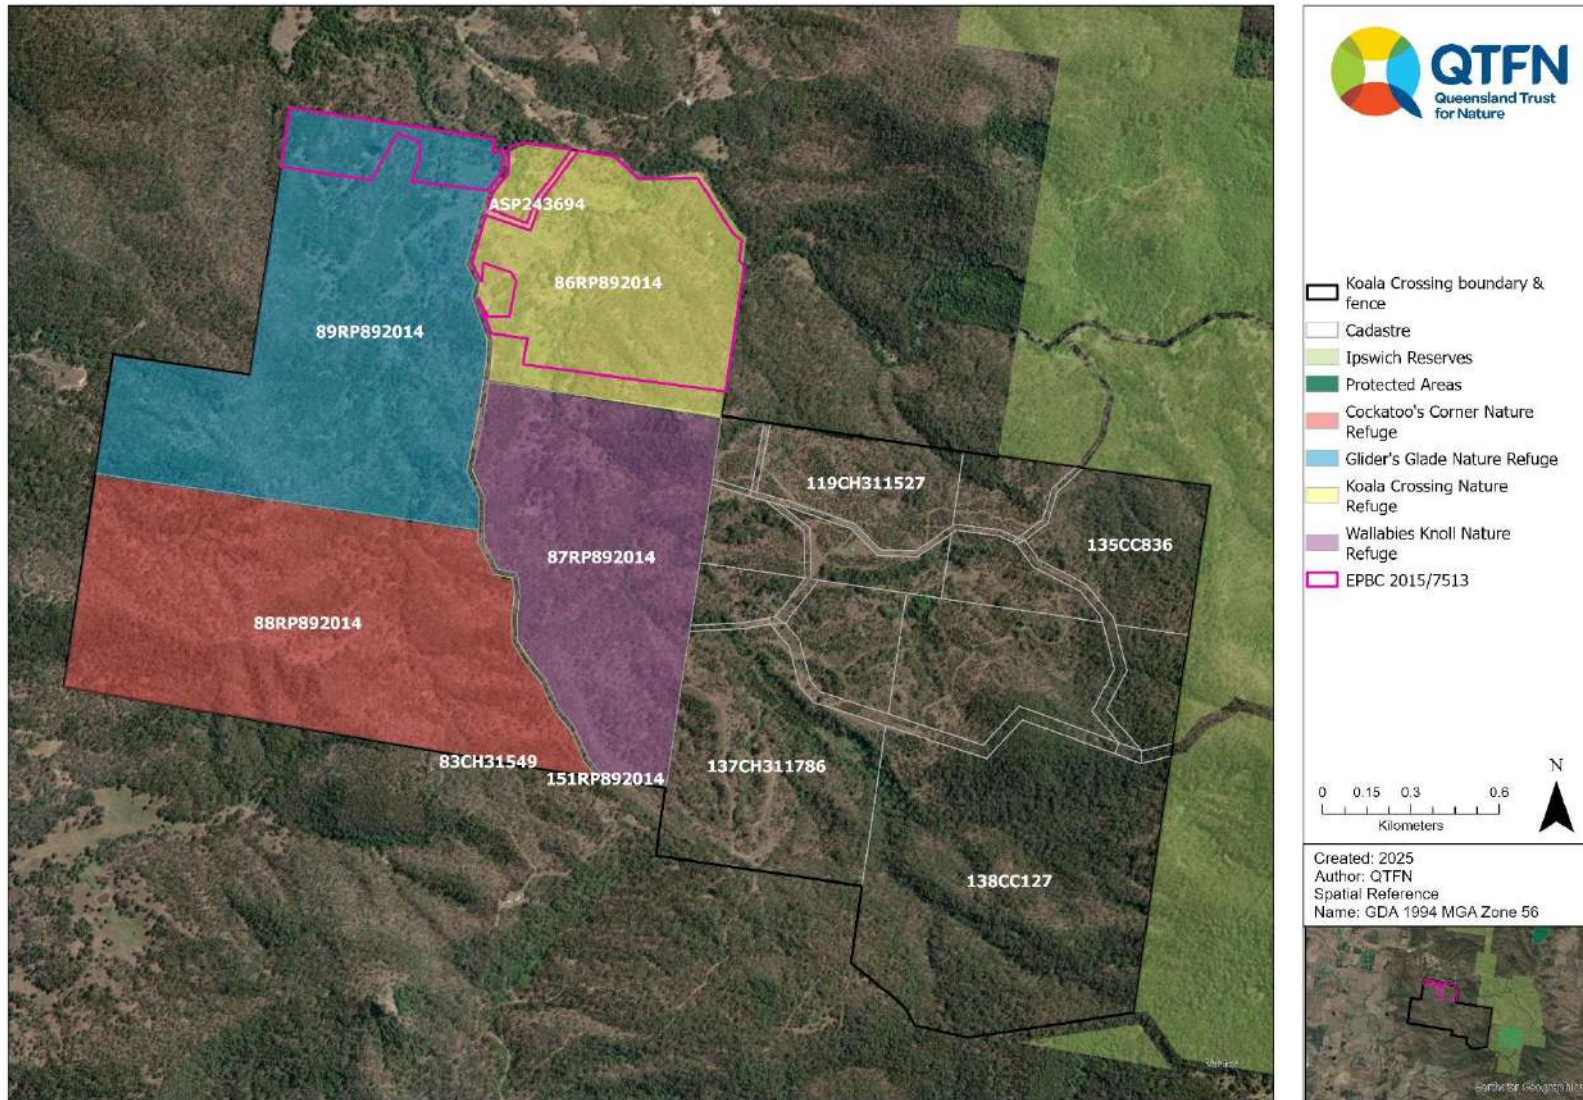 ASP243694
86RP892014
89RP892014
119CH311527
135CC836
87RP892014
88RP892014
83CH31549
151RP892014
137CH311786
138CC127
QTFN
Queensland Trust
for Nature
Koala Crossing boundary &
fence
Cadastre
Ipswich Reserves
Protected Areas
Cockatoo's Corner Nature
Refuge
Glider's Glade Nature Refuge
Koala Crossing Nature
Refuge
Wallabies Knoll Nature
Refuge
EPBC 2015/7513
N
0 0.15 0.3 0.6
Kilometers
Created: 2025
Author: QTFN
Spatial Reference
Name: GDA 1994 MGA Zone 56
Earthstar Geographics